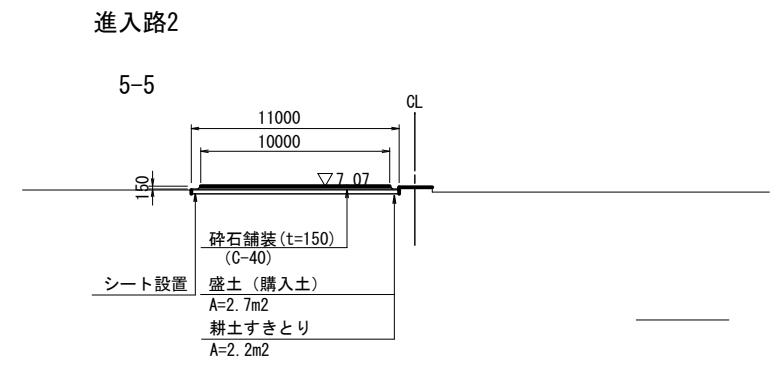 進入路2
5-5
CL
11000
10000
150
▽7.07
砕石舗装(t=150)
(C-40)
シート設置
盛土（購入土）
A=2.7m2
耕土すきとり
A=2.2m2